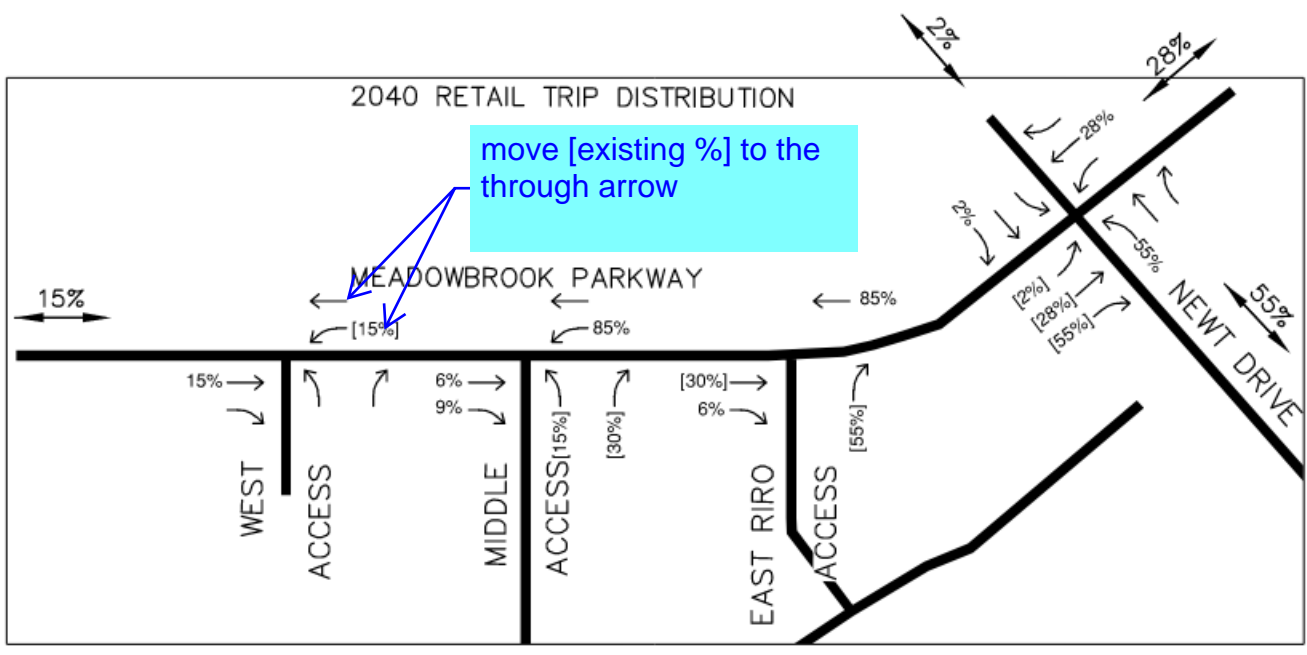 2%
28%
2040 RETAIL TRIP DISTRIBUTION
move [existing %] to the
through arrow
28%
2%
55%
MEADOWBROOK PARKWAY
15%
85%
[2%]
[28%]
[55%]
NEWT DRIVE
55%
[15%]
85%
15%
6%
9%
[30%]
6%
[15%]
[30%]
[55%]
WEST
ACCESS
MIDDLE
ACCESS
EAST RIRO
ACCESS